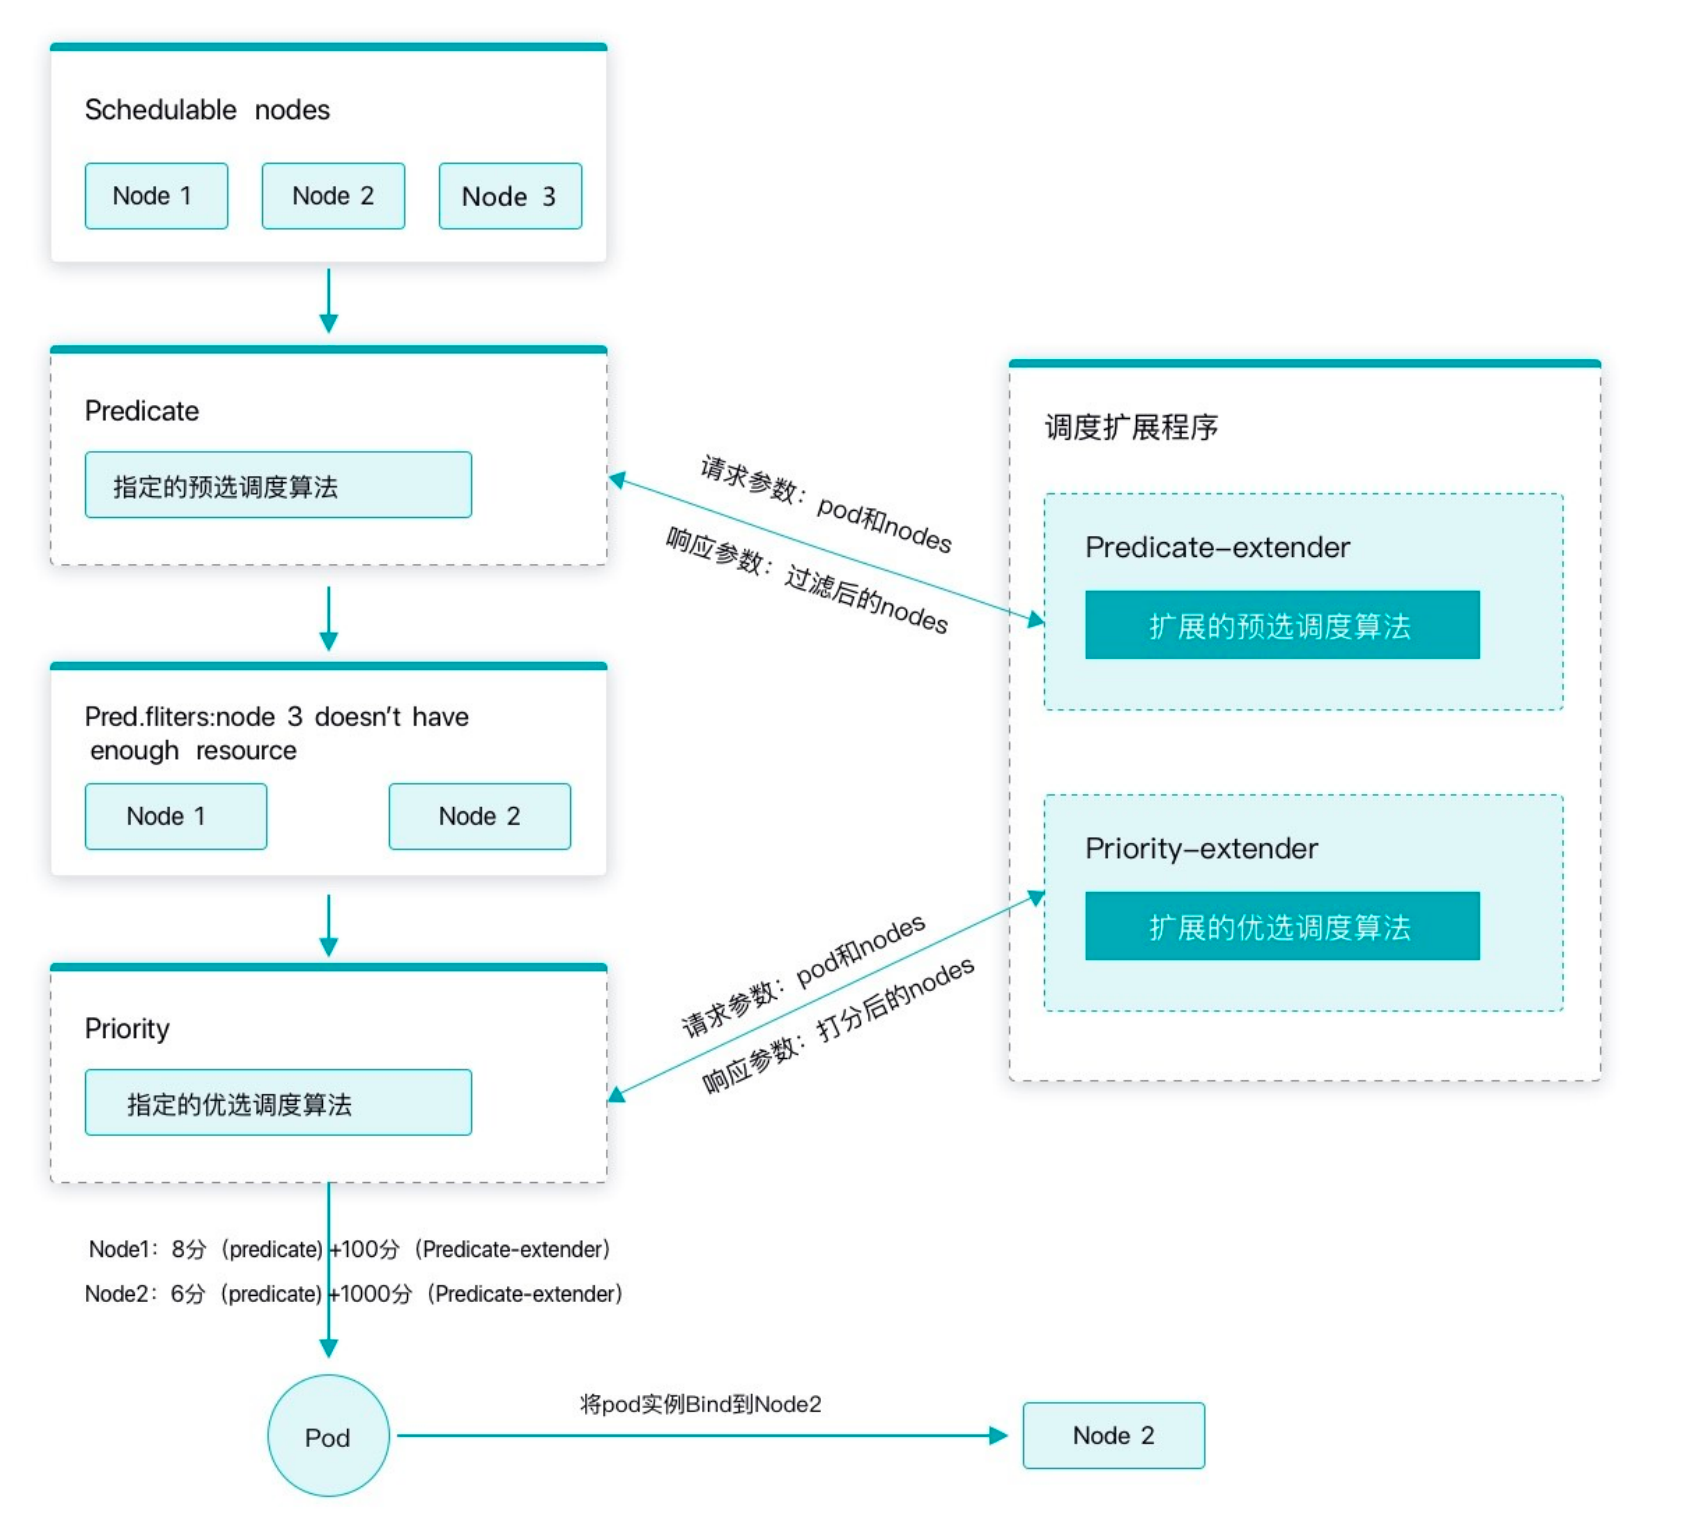 Schedulable nodes
Node 1
Node 2
Node 3
Predicate
指定的预选调度算法
请求参数：pod和nodes
响应参数：过滤后的nodes
调度扩展程序
Predicate-extender
扩展的预选调度算法
Pred.fliters:node 3 doesn't have
enough resource
Node 1
Node 2
Priority-extender
扩展的优选调度算法
请求参数：pod和nodes
响应参数：打分后的nodes
Priority
指定的优选调度算法
Node1：8分（predicate）+100分（Predicate-extender）
Node2：6分（predicate）+1000分（Predicate-extender）
Pod
将pod实例Bind到Node2
Node 2